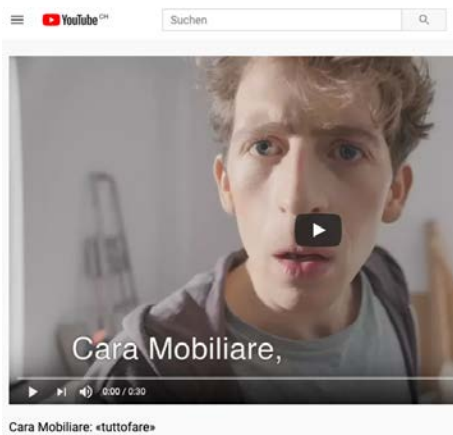 YouTube CH
Suchen
Cara Mobiliare,
0:00 / 0:30
Cara Mobiliare: «tuttofare»